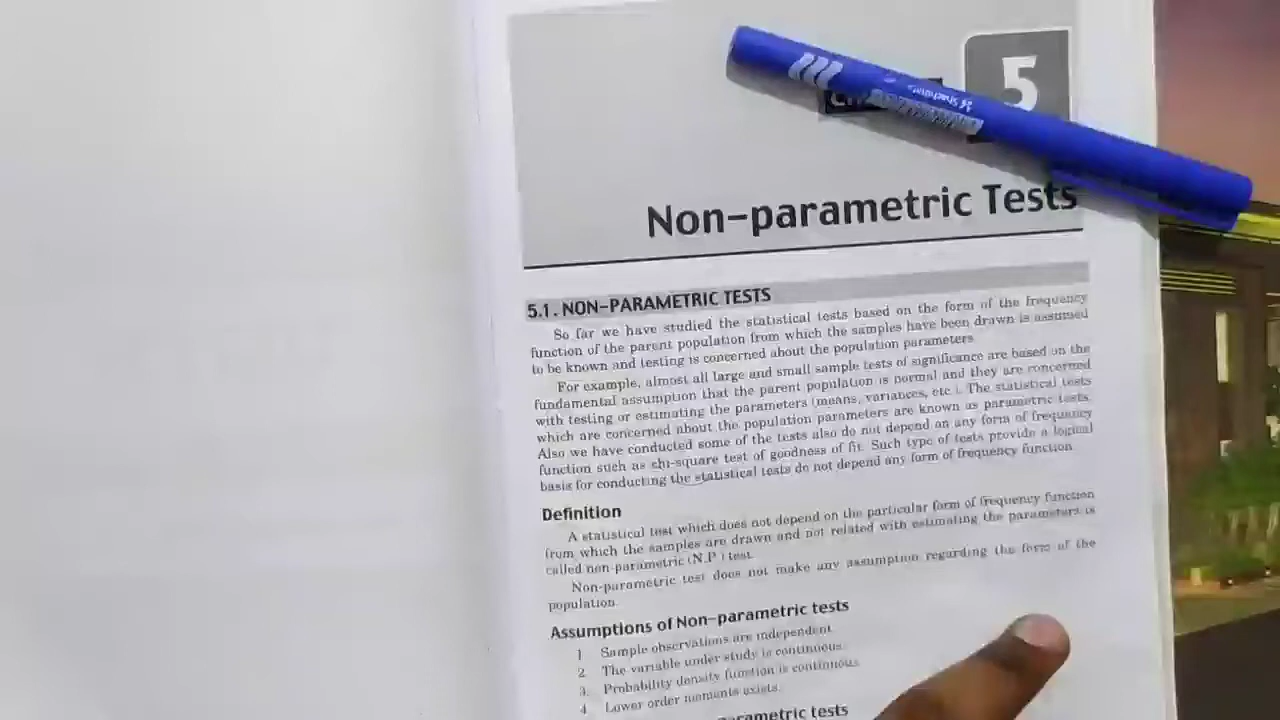 5
Non-parametric Tests
5.1. NON-PARAMETRIC TESTS
So far we have studied the statistical tests based on the form of the frequency
function of the parent population from which the samples have been drawn is assumed
to be known and testing is concerned about the population parameters.
For example, almost all large and small sample tests of significance are based on the
fundamental assumption that the parent population is normal and they are concerned
with testing or estimating the parameters (means, variances, etc.). The statistical tests
which are concerned about the population parameters are known as parametric tests.
Also we have conducted some of the tests also do not depend on any form of frequency
function such as chi-square test of goodness of fit. Such type of tests provide a logical
basis for conducting the statistical tests do not depend any form of frequency function.
Definition
A statistical test which does not depend on the particular form of frequency function
from which the samples are drawn and not related with estimating the parameters is
called non-parametric (N.P.) test.
Non-parametric test does not make any assumption regarding the form of the
population.
Assumptions of Non-parametric tests
1. Sample observations are independent.
2. The variable under study is continuous.
3. Probability density function is continuous.
4. Lower order moments exists.
parametric tests